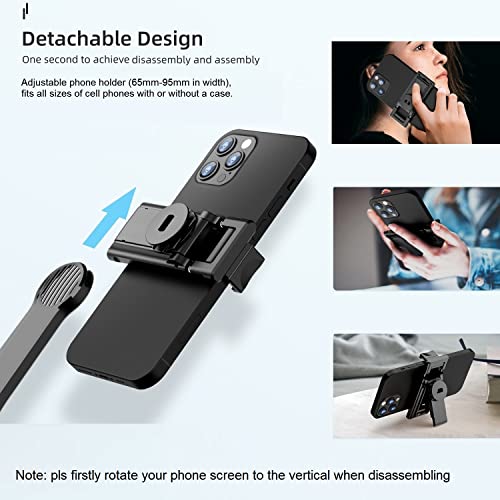 Detachable Design
One second to achieve disassembly and assembly
Adjustable phone holder (65mm-95mm in width),
fits all sizes of cell phones with or without a case.
Note: pls firstly rotate your phone screen to the vertical when disassembling